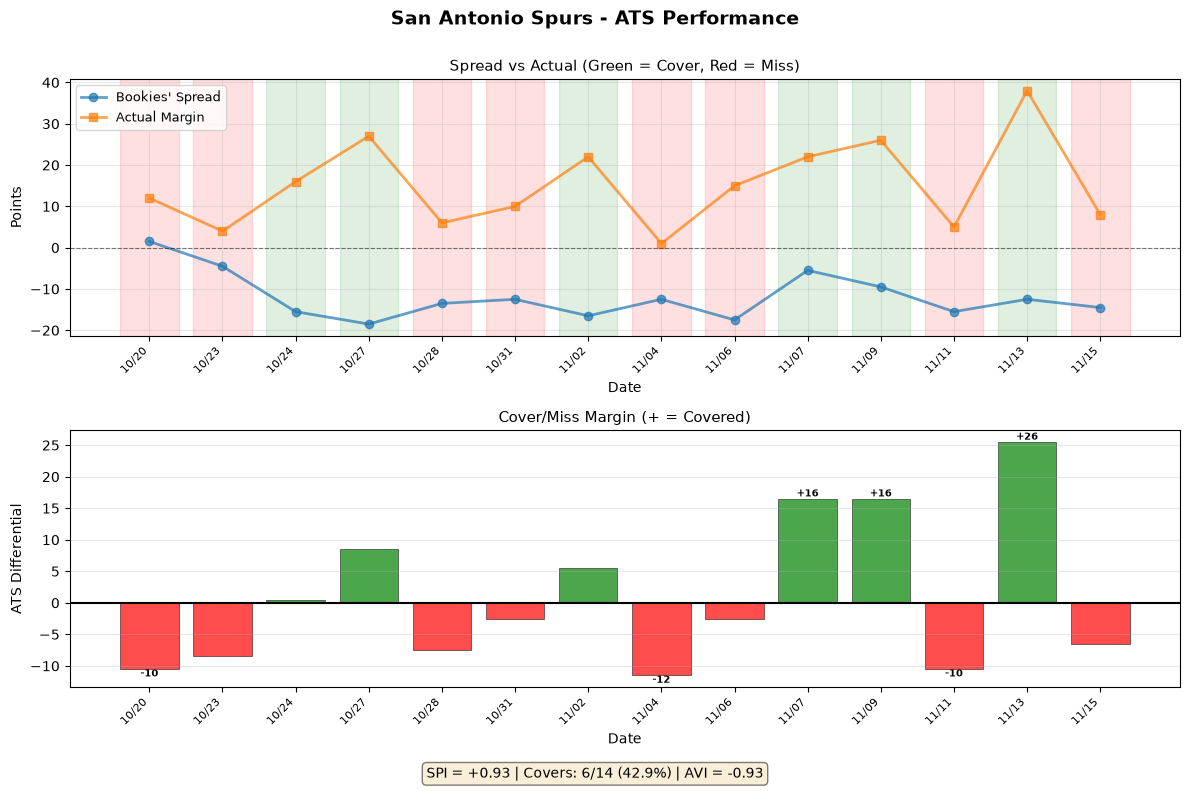 San Antonio Spurs - ATS Performance
Spread vs Actual (Green = Cover, Red = Miss)
Bookies' Spread
Actual Margin
Points
40
30
20
10
0
−10
−20
10/20 10/23 10/24 10/27 10/28 10/31 11/02 11/04 11/06 11/07 11/09 11/11 11/13 11/15
Date
Cover/Miss Margin (+ = Covered)
ATS Differential
25
20
15
10
5
0
−5
−10
+26
+16 +16
-10 -12 -10
10/20 10/23 10/24 10/27 10/28 10/31 11/02 11/04 11/06 11/07 11/09 11/11 11/13 11/15
Date
SPI = +0.93 | Covers: 6/14 (42.9%) | AVI = -0.93